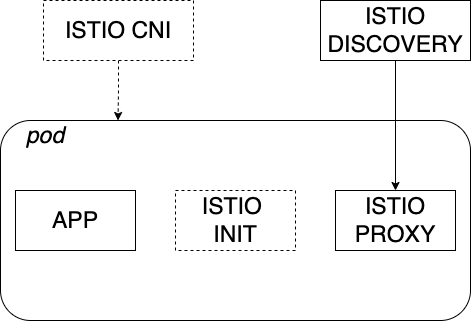 ISTIO CNI
ISTIO
DISCOVERY
pod
APP
ISTIO
INIT
ISTIO
PROXY